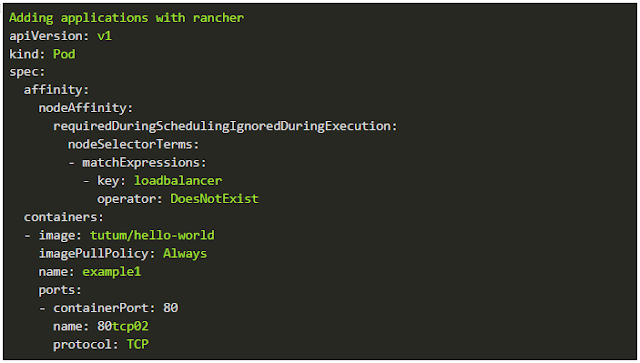 Adding applications with rancher
apiVersion: v1
kind: Pod
spec:
  affinity:
    nodeAffinity:
      requiredDuringSchedulingIgnoredDuringExecution:
        nodeSelectorTerms:
        - matchExpressions:
          - key: loadbalancer
            operator: DoesNotExist
  containers:
  - image: tutum/hello-world
    imagePullPolicy: Always
    name: example1
    ports:
    - containerPort: 80
      name: 80tcp02
      protocol: TCP